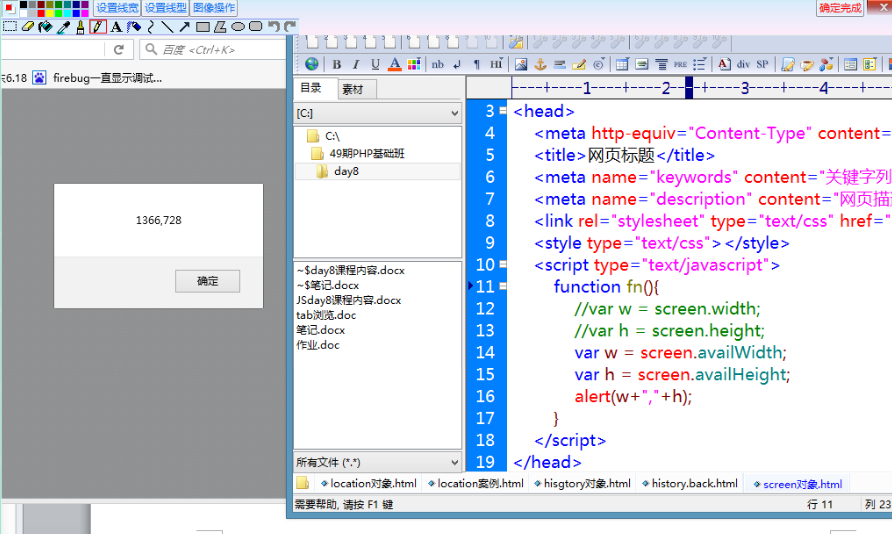 设置线宽 设置线型 图像操作
确定完成
百度 <Ctrl+K>
6.18 firebug一直显示调试...
1366,728
确定
B I U A nb ¶ Hi PRE A div SP
目录 素材
[C:]
C:\
49期PHP基础班
day8
~$day8课程内容.docx
~$笔记.docx
JSday8课程内容.docx
tab浏览.doc
笔记.docx
作业.doc
所有文件 (*.*)
----+----1----+----2----+----3----+----4----+
3 <head>
4 <meta http-equiv="Content-Type" content=
5 <title>网页标题</title>
6 <meta name="keywords" content="关键字列
7 <meta name="description" content="网页描
8 <link rel="stylesheet" type="text/css" href="
9 <style type="text/css"></style>
10 <script type="text/javascript">
11 function fn(){
12 //var w = screen.width;
13 //var h = screen.height;
14 var w = screen.availWidth;
15 var h = screen.availHeight;
16 alert(w+","+h);
17 }
18 </script>
19 </head>
location对象.html location案例.html hisgtory对象.html history.back.html screen对象.html
需要帮助, 请按 F1 键 行 11 列 23